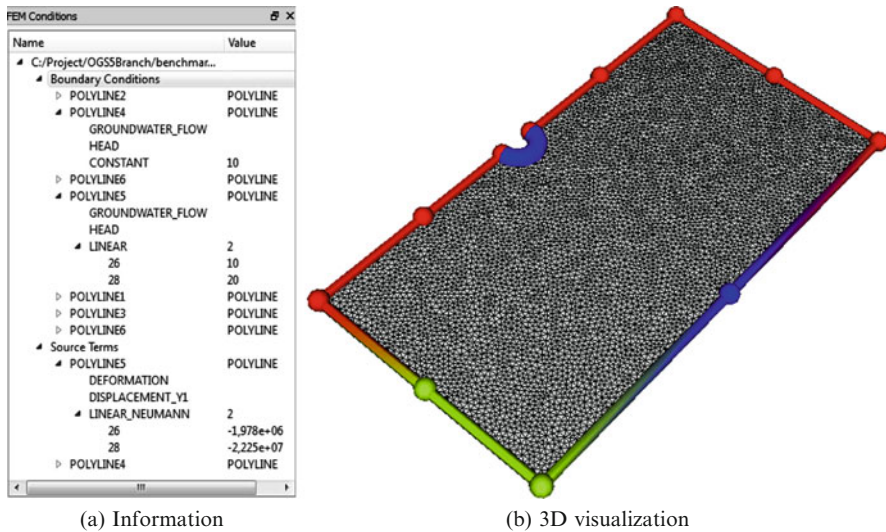 FEM Conditions
Name Value
C:/Project/OGS5Branch/benchmar...
Boundary Conditions
POLYLINE2 POLYLINE
POLYLINE4 POLYLINE
GROUNDWATER_FLOW
HEAD
CONSTANT 10
POLYLINE6 POLYLINE
POLYLINE5 POLYLINE
GROUNDWATER_FLOW
HEAD
LINEAR 2
26 10
28 20
POLYLINE1 POLYLINE
POLYLINE3 POLYLINE
POLYLINE6 POLYLINE
Source Terms
POLYLINE5 POLYLINE
DEFORMATION
DISPLACEMENT_Y1
LINEAR_NEUMANN 2
26 -1,978e+06
28 -2,225e+07
POLYLINE4 POLYLINE
(a) Information
(b) 3D visualization